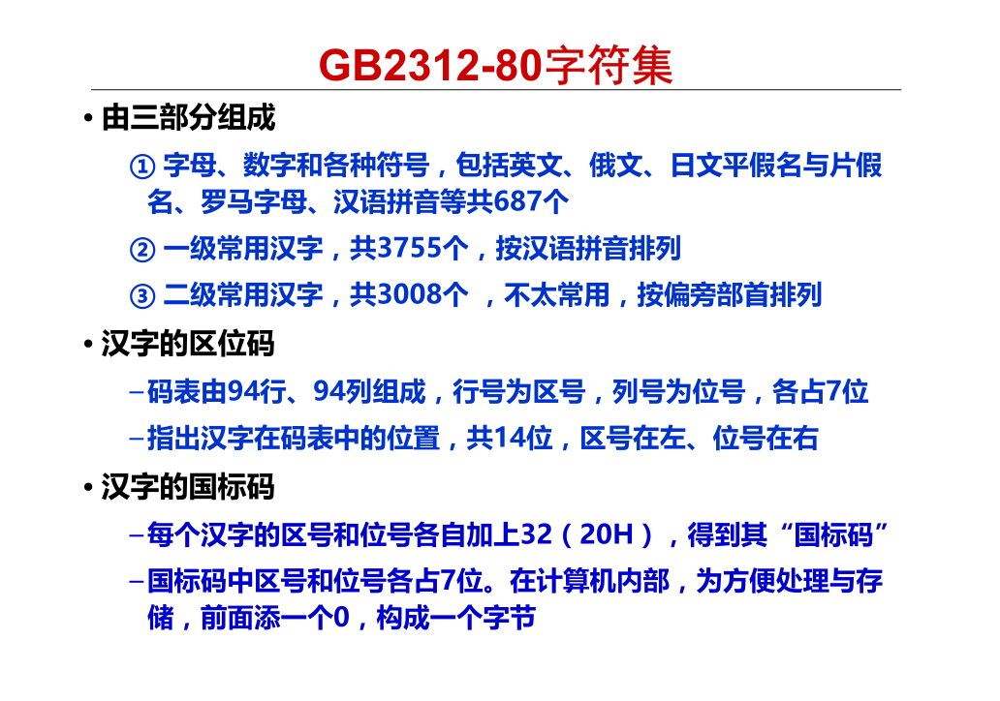 GB2312-80字符集
• 由三部分组成
① 字母、数字和各种符号，包括英文、俄文、日文平假名与片假
名、罗马字母、汉语拼音等共687个
② 一级常用汉字，共3755个，按汉语拼音排列
③ 二级常用汉字，共3008个 ，不太常用，按偏旁部首排列
• 汉字的区位码
–码表由94行、94列组成，行号为区号，列号为位号，各占7位
–指出汉字在码表中的位置，共14位，区号在左、位号在右
• 汉字的国标码
–每个汉字的区号和位号各自加上32（20H），得到其“国标码”
–国标码中区号和位号各占7位。在计算机内部，为方便处理与存
储，前面添一个0，构成一个字节